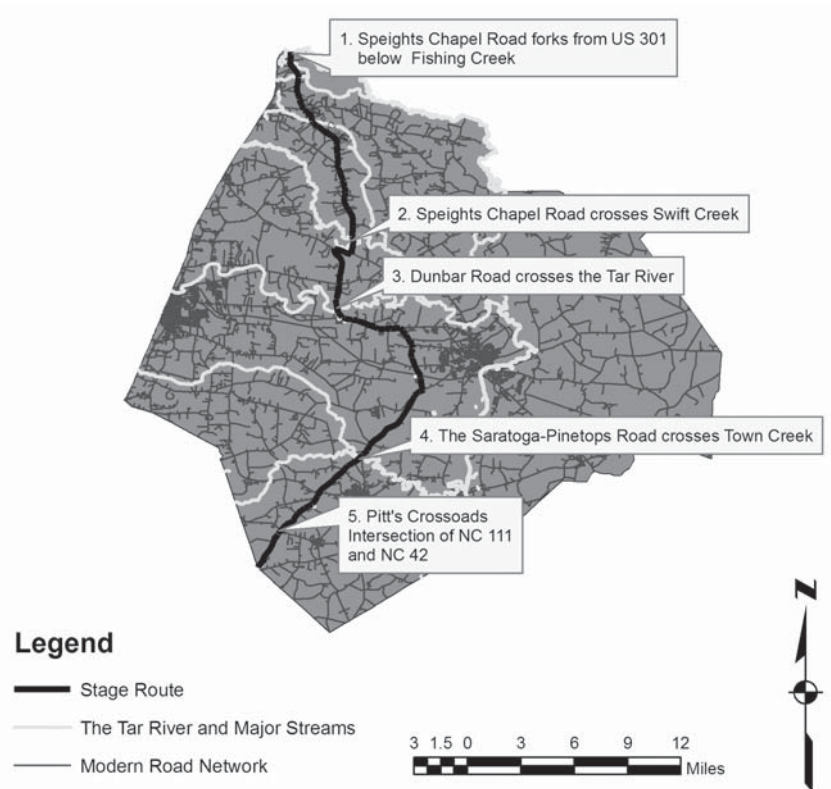 1. Speights Chapel Road forks from US 301
below Fishing Creek
2. Speights Chapel Road crosses Swift Creek
3. Dunbar Road crosses the Tar River
4. The Saratoga-Pinetops Road crosses Town Creek
5. Pitt's Crossoads
Intersection of NC 111
and NC 42
Legend
Stage Route
The Tar River and Major Streams
Modern Road Network
N
3 1.5 0 3 6 9 12
Miles